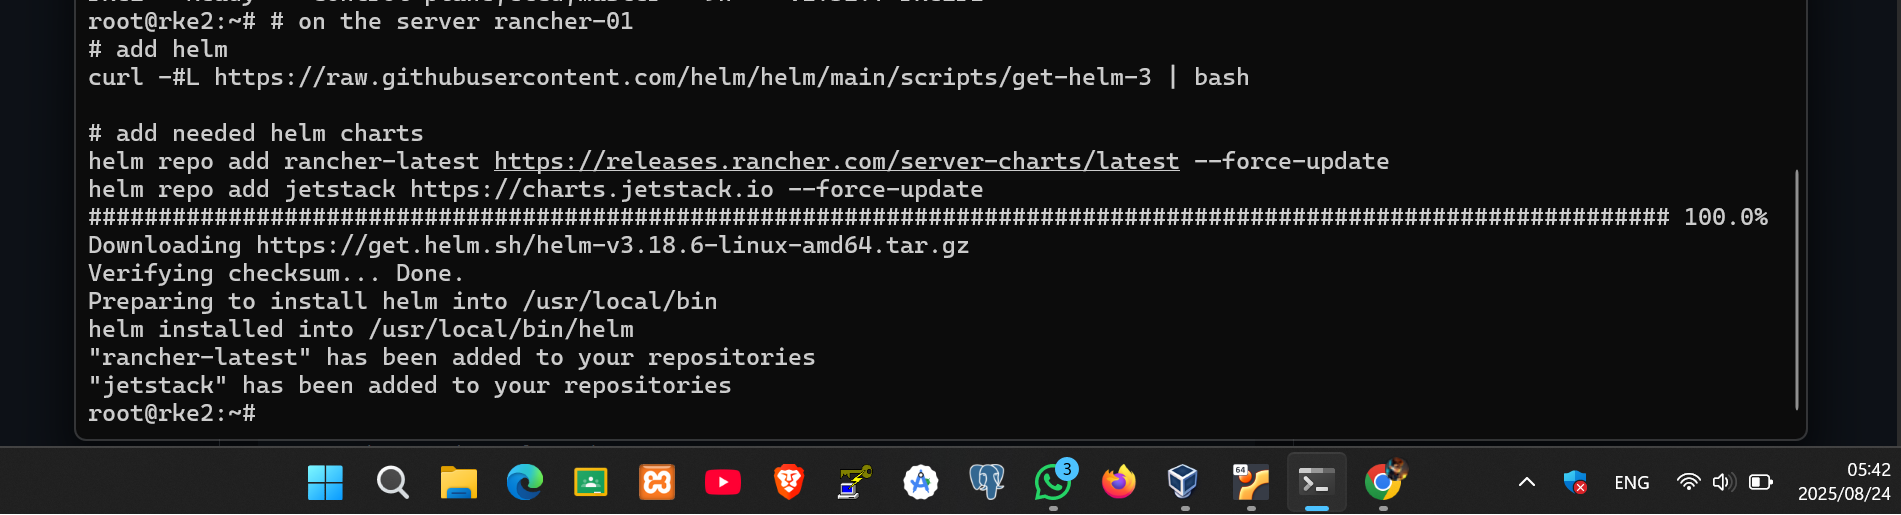 root@rke2:~# # on the server rancher-01
# add helm
curl -#L https://raw.githubusercontent.com/helm/helm/main/scripts/get-helm-3 | bash
# add needed helm charts
helm repo add rancher-latest https://releases.rancher.com/server-charts/latest --force-update
helm repo add jetstack https://charts.jetstack.io --force-update
################################################################################################################# 100.0%
Downloading https://get.helm.sh/helm-v3.18.6-linux-amd64.tar.gz
Verifying checksum... Done.
Preparing to install helm into /usr/local/bin
helm installed into /usr/local/bin/helm
"rancher-latest" has been added to your repositories
"jetstack" has been added to your repositories
root@rke2:~#
3
64
ENG
05:42
2025/08/24